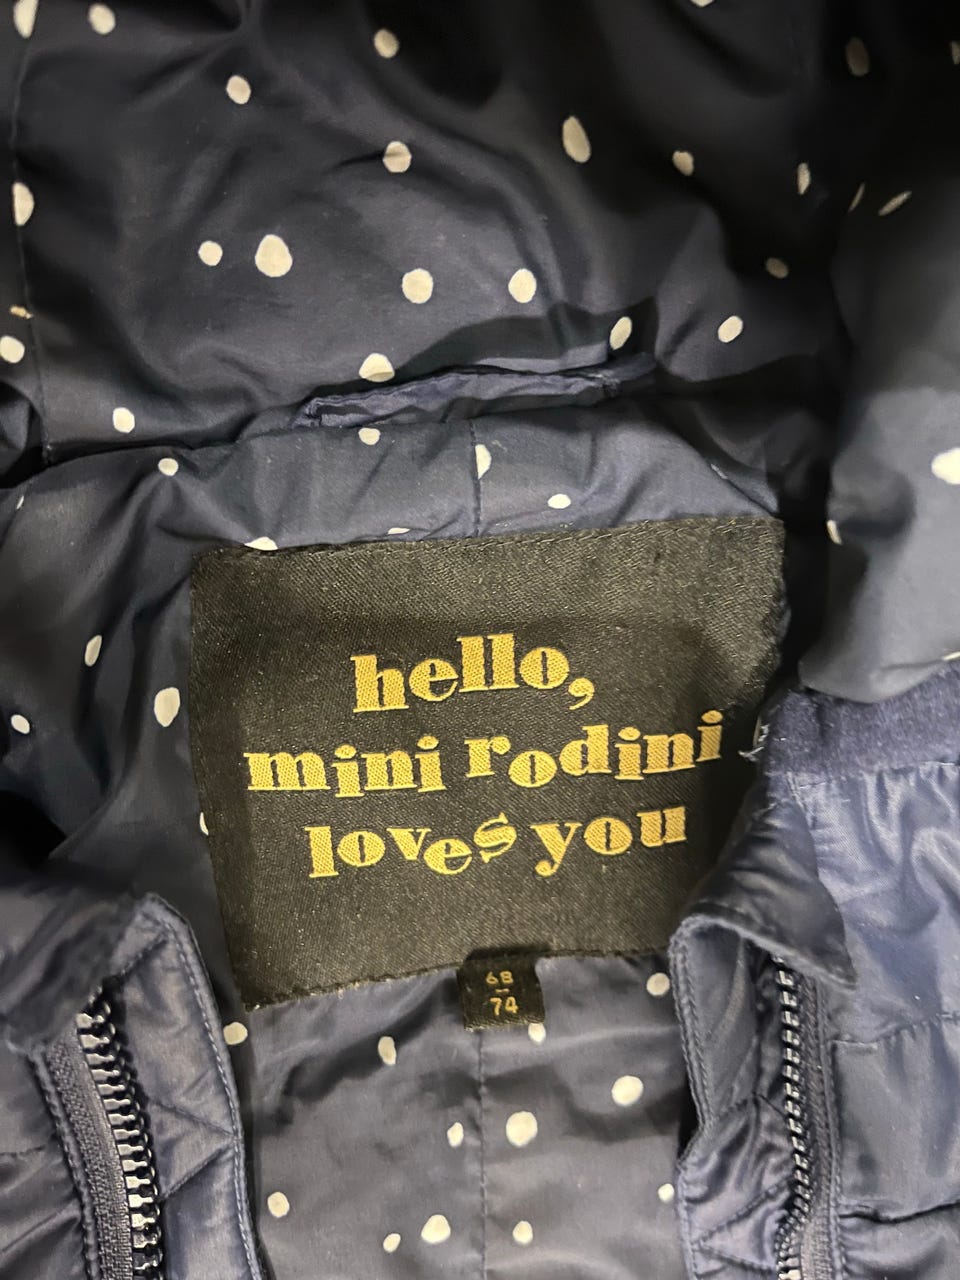 hello,
mini rodini
loves you
68
-
74